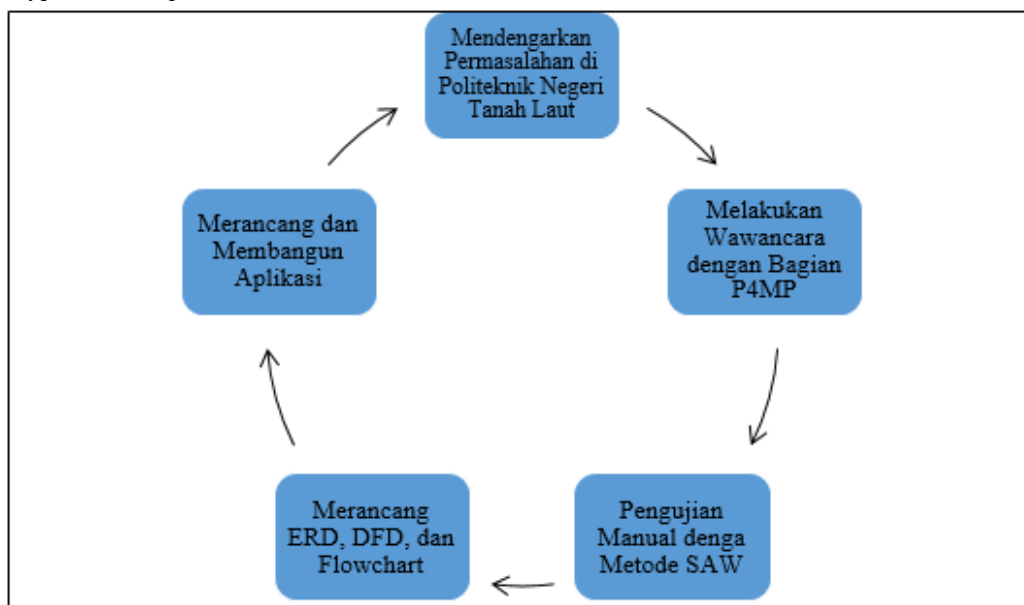 Mendengarkan
Permasalahan di
Politeknik Negeri
Tanah Laut
Melakukan
Wawancara
dengan Bagian
P4MP
Pengujian
Manual denga
Metode SAW
Merancang
ERD, DFD, dan
Flowchart
Merancang dan
Membangun
Aplikasi